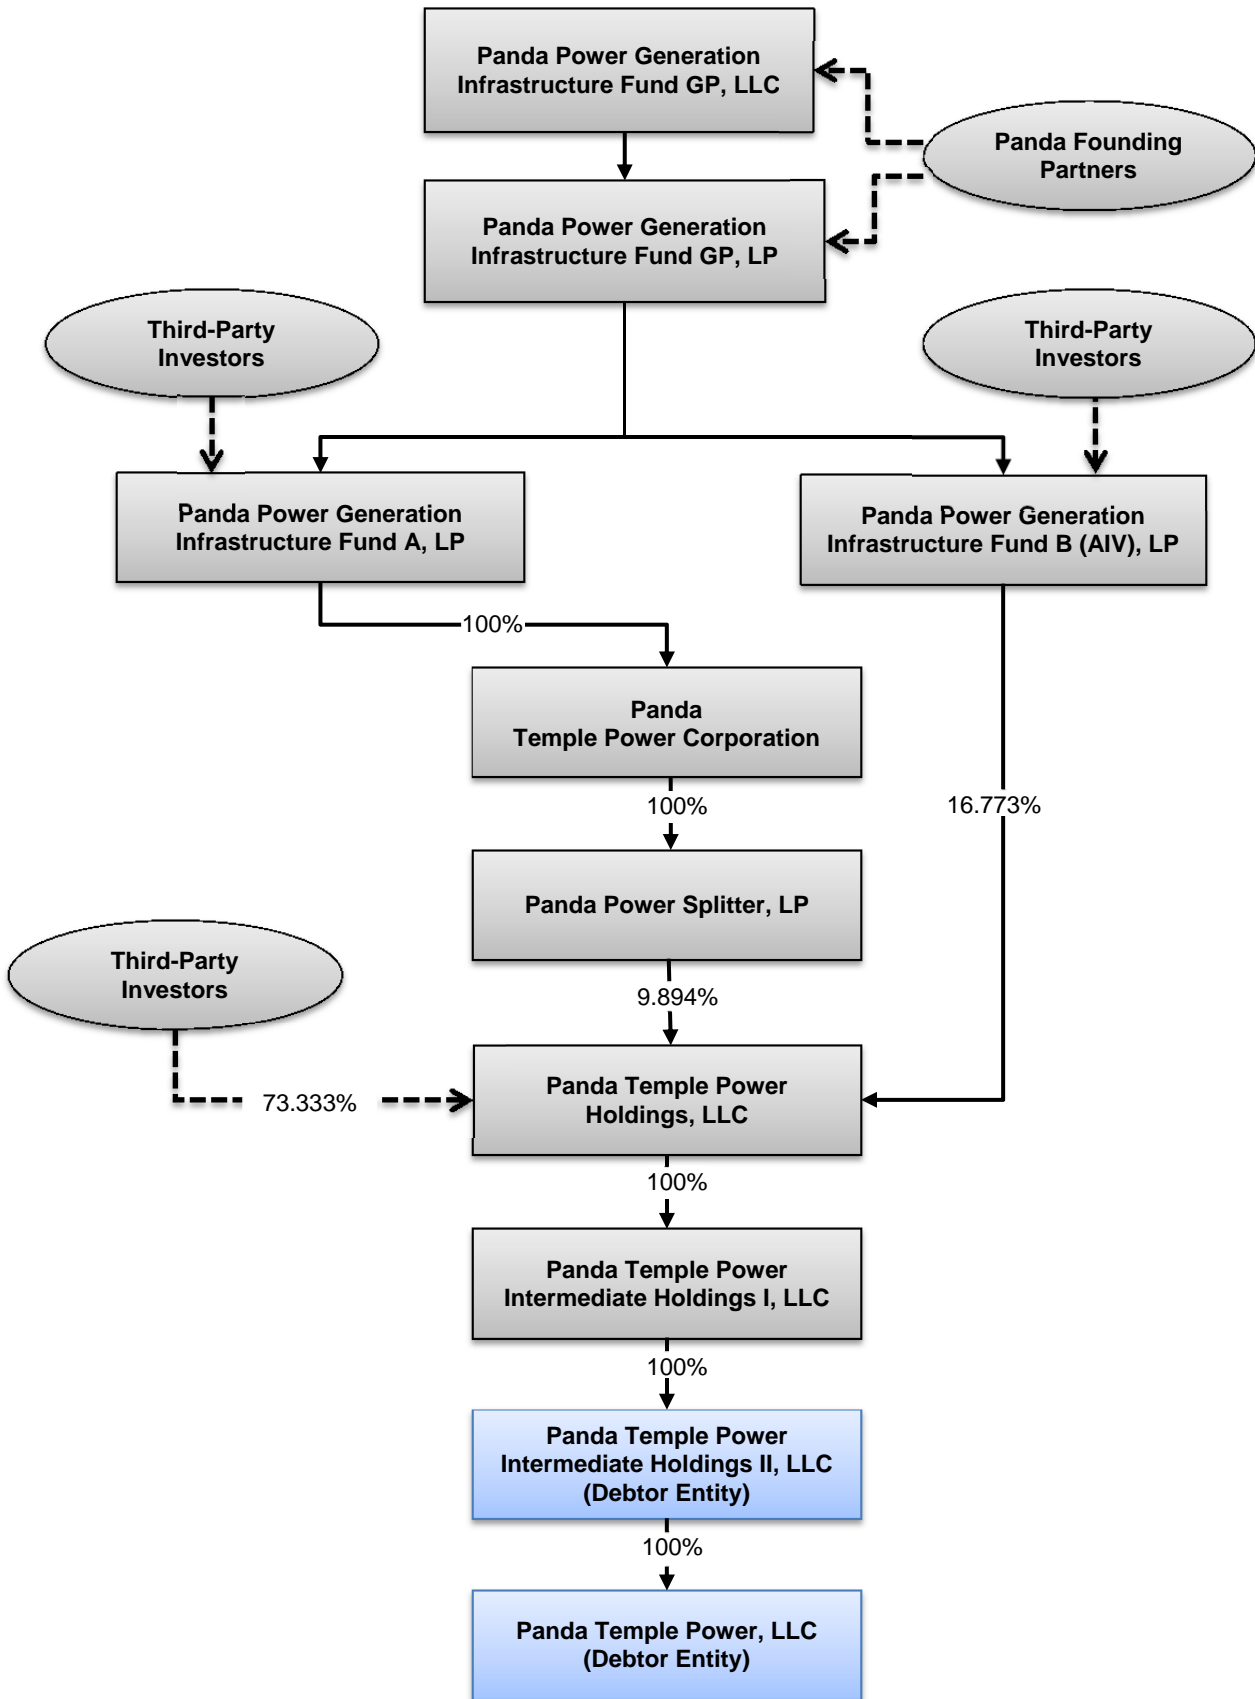 Panda Power Generation
Infrastructure Fund GP, LLC
Panda Founding
Partners
Panda Power Generation
Infrastructure Fund GP, LP
Third-Party
Investors
Third-Party
Investors
Panda Power Generation
Infrastructure Fund A, LP
Panda Power Generation
Infrastructure Fund B (AIV), LP
100%
Panda
Temple Power Corporation
100%
16.773%
Panda Power Splitter, LP
Third-Party
Investors
9.894%
Panda Temple Power
Holdings, LLC
73.333%
100%
Panda Temple Power
Intermediate Holdings I, LLC
100%
Panda Temple Power
Intermediate Holdings II, LLC
(Debtor Entity)
100%
Panda Temple Power, LLC
(Debtor Entity)